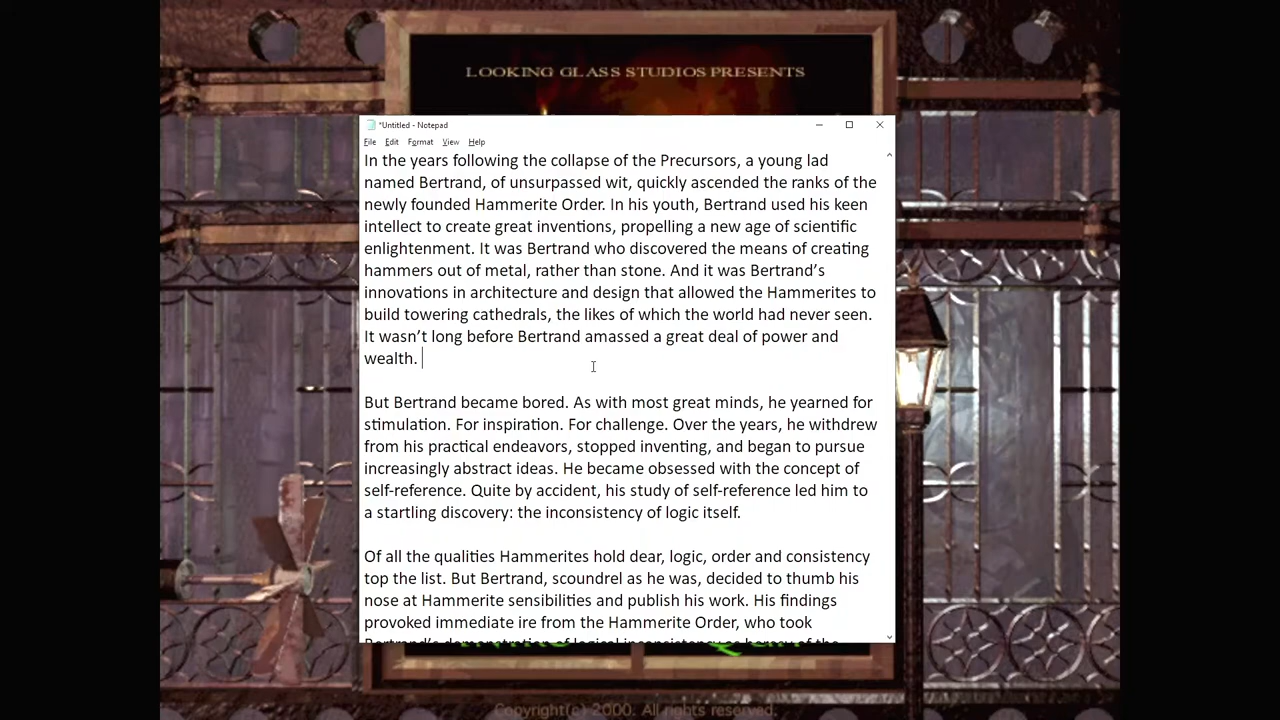 LOOKING GLASS STUDIOS PRESENTS
*Untitled - Notepad
File Edit Format View Help
In the years following the collapse of the Precursors, a young lad
named Bertrand, of unsurpassed wit, quickly ascended the ranks of the
newly founded Hammerite Order. In his youth, Bertrand used his keen
intellect to create great inventions, propelling a new age of scientific
enlightenment. It was Bertrand who discovered the means of creating
hammers out of metal, rather than stone. And it was Bertrand’s
innovations in architecture and design that allowed the Hammerites to
build towering cathedrals, the likes of which the world had never seen.
It wasn’t long before Bertrand amassed a great deal of power and
wealth.
But Bertrand became bored. As with most great minds, he yearned for
stimulation. For inspiration. For challenge. Over the years, he withdrew
from his practical endeavors, stopped inventing, and began to pursue
increasingly abstract ideas. He became obsessed with the concept of
self-reference. Quite by accident, his study of self-reference led him to
a startling discovery: the inconsistency of logic itself.
Of all the qualities Hammerites hold dear, logic, order and consistency
top the list. But Bertrand, scoundrel as he was, decided to thumb his
nose at Hammerite sensibilities and publish his work. His findings
provoked immediate ire from the Hammerite Order, who took
Bertrand’s demonstration of logical inconsistency as heresy of the
Copyright(c) 2000. All rights reserved.